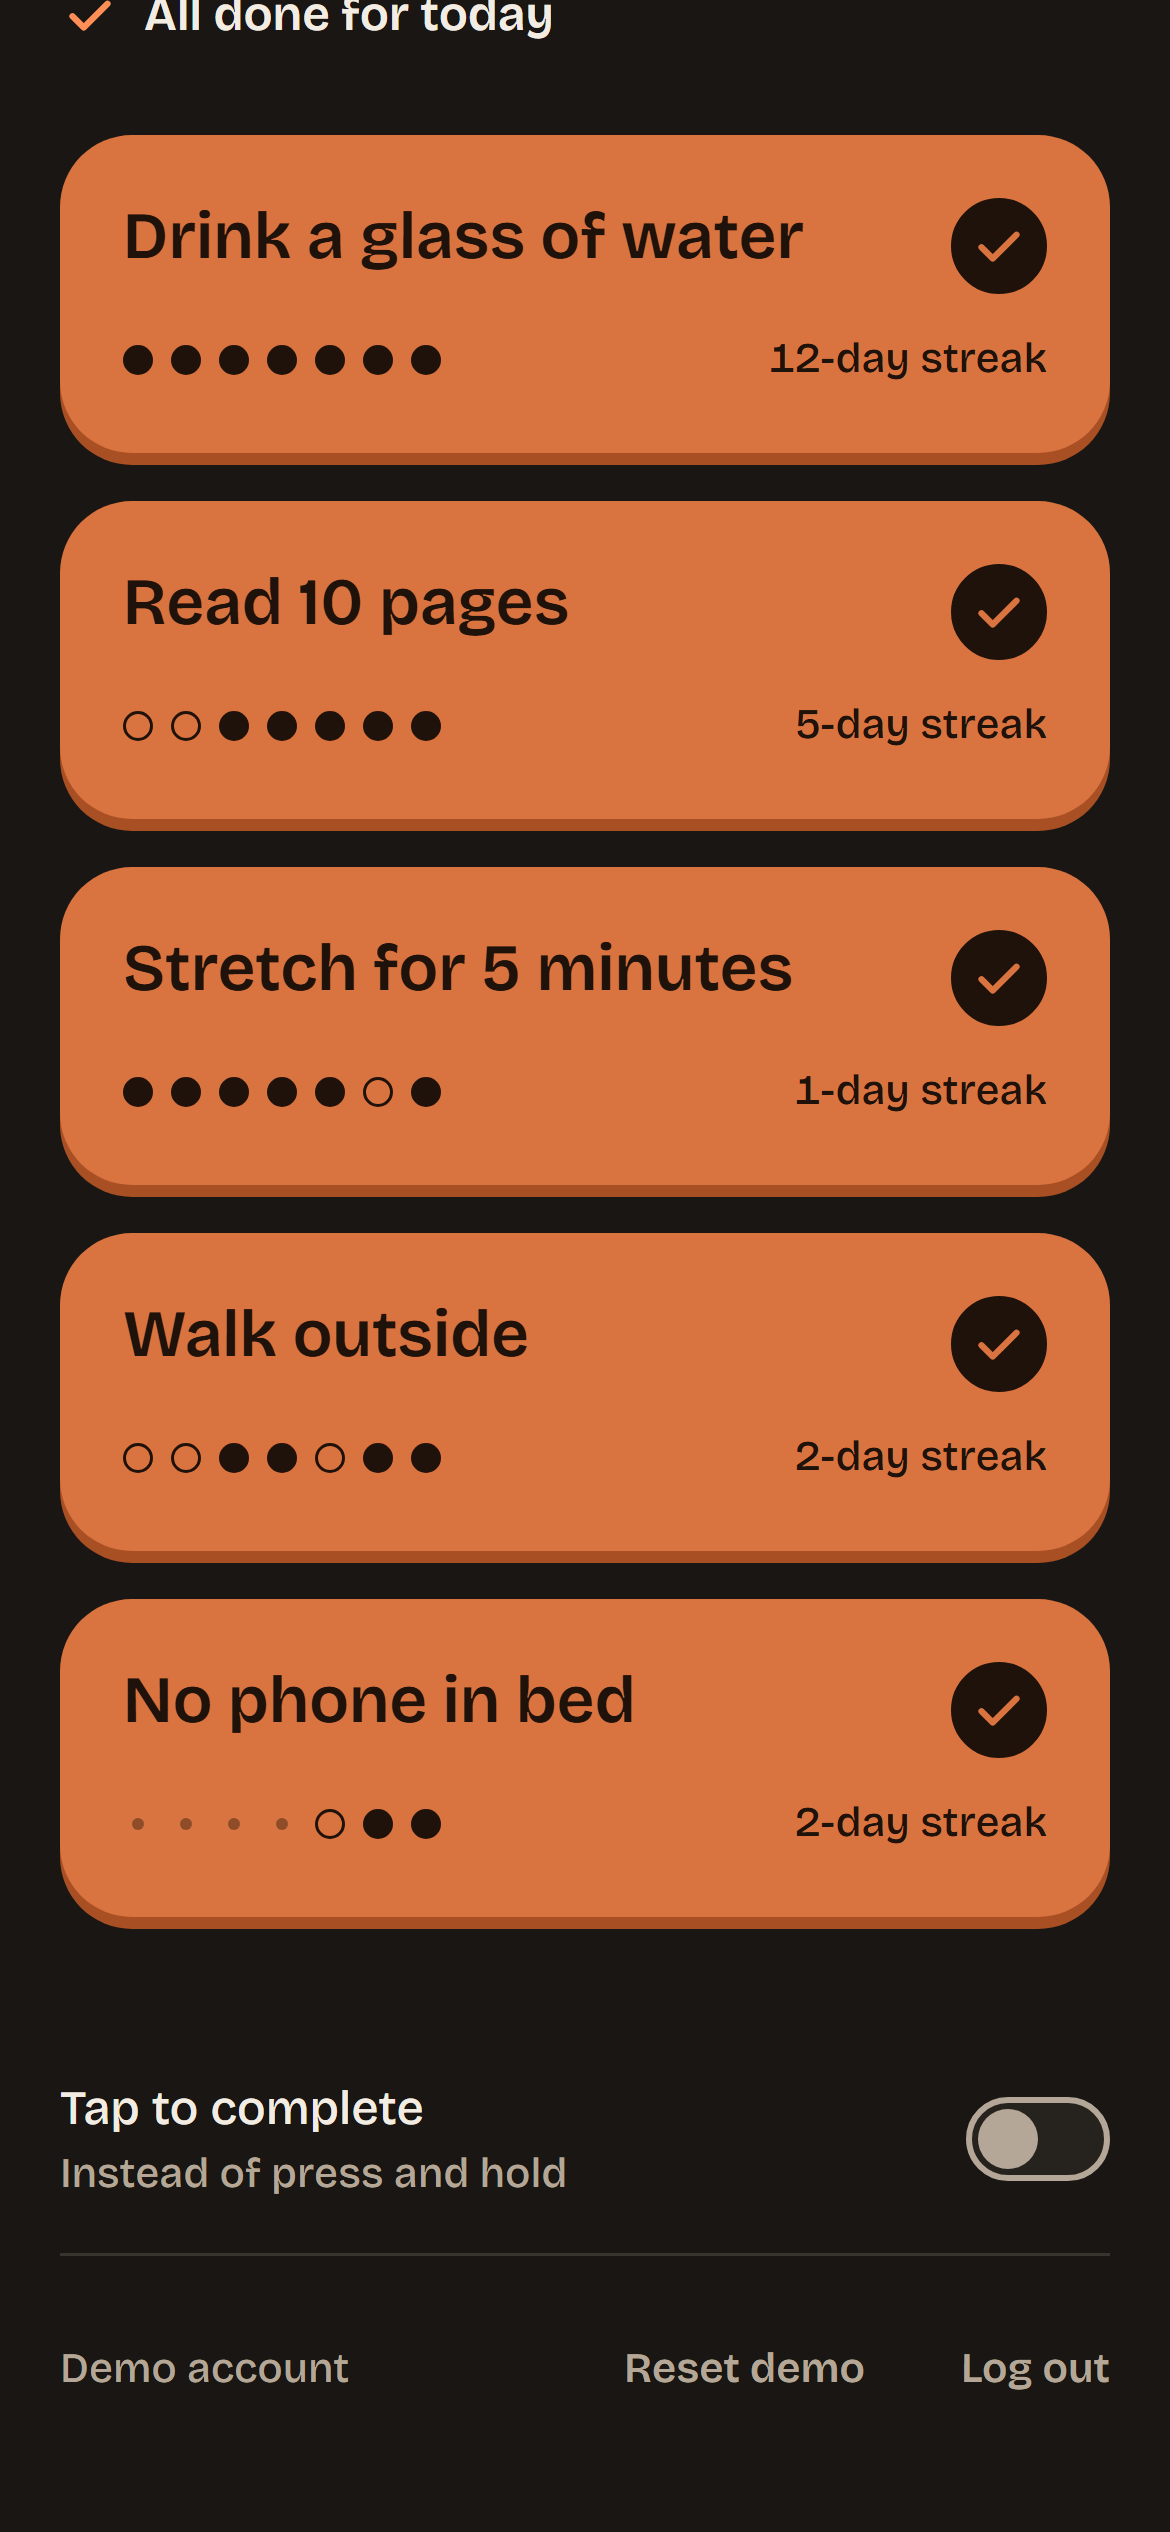 All done for today
Drink a glass of water
12-day streak
Read 10 pages
5-day streak
Stretch for 5 minutes
1-day streak
Walk outside
2-day streak
No phone in bed
2-day streak
Tap to complete
Instead of press and hold
Demo account
Reset demo
Log out